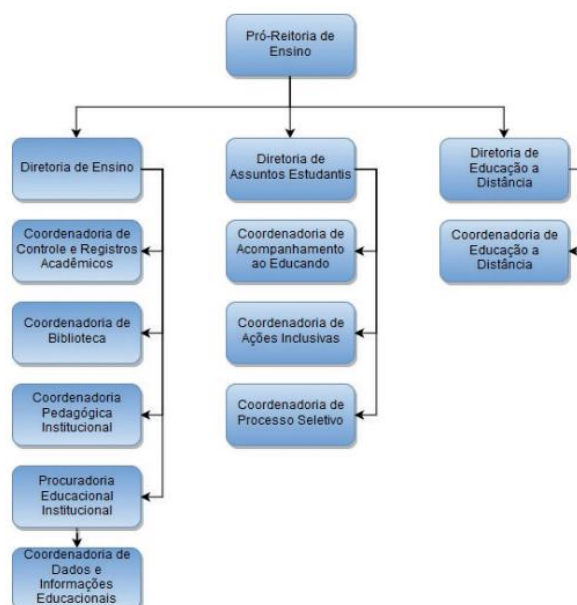 Pró-Reitoria de
Ensino
Diretoria de Ensino
Diretoria de
Assuntos Estudantis
Diretoria de
Educação a
Distância
Coordenadoria de
Controle e Registros
Acadêmicos
Coordenadoria de
Acompanhamento
ao Educando
Coordenadoria de
Educação a
Distância
Coordenadoria de
Biblioteca
Coordenadoria de
Ações Inclusivas
Coordenadoria
Pedagógica
Institucional
Coordenadoria de
Processo Seletivo
Procuradoria
Educacional
Institucional
Coordenadoria de
Dados e
Informações
Educacionais